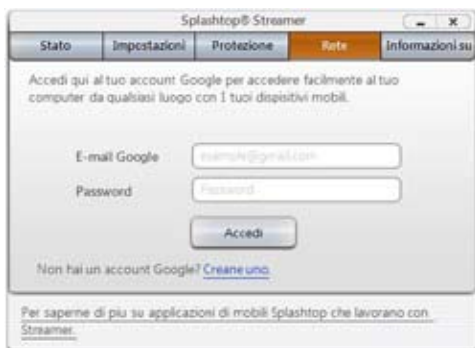 Splashtop® Streamer
Stato Impostazioni Protezione Rete Informazioni su
Accedi qui al tuo account Google per accedere facilmente al tuo
computer da qualsiasi luogo con I tuoi dispisitivi mobili.
E-mail Google example@gmail.com
Password Password
Accedi
Non hai un account Google? Creane uno.
Per saperne di piu su applicazioni di mobili Splashtop che lavorano con
Streamer.